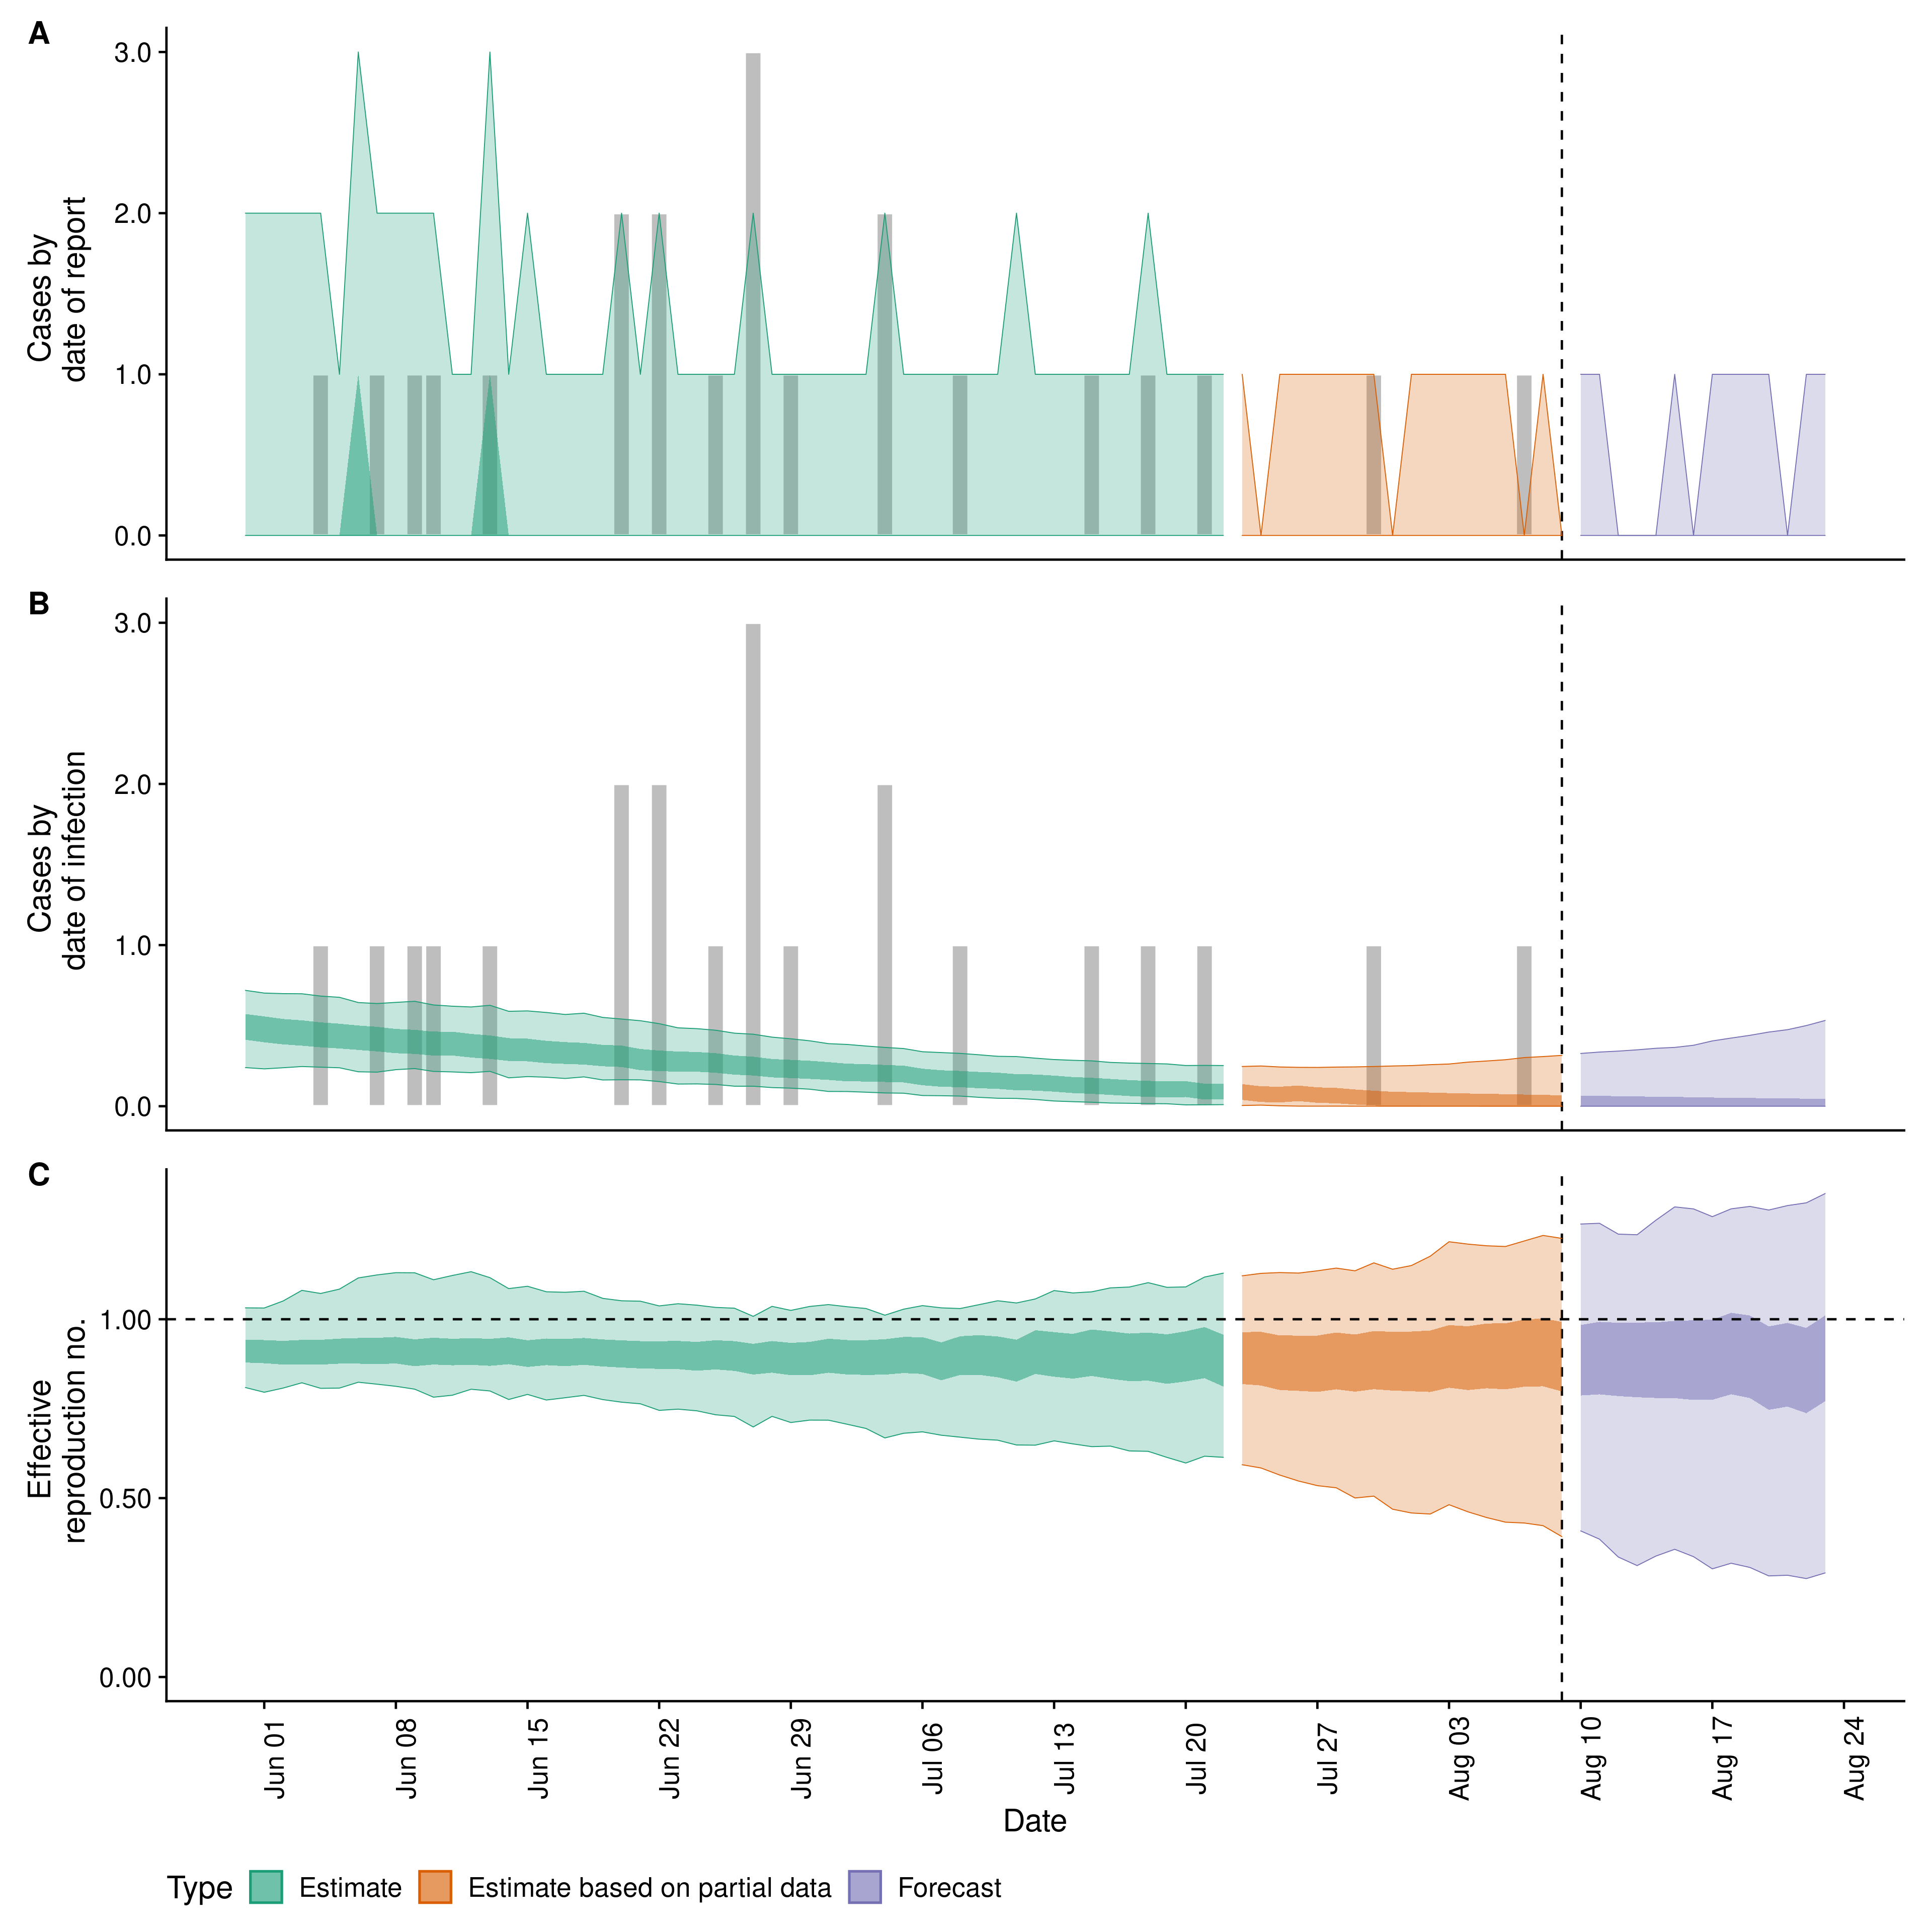 A
Cases by
date of report
3.0
2.0
1.0
0.0
B
Cases by
date of infection
3.0
2.0
1.0
0.0
C
Effective
reproduction no.
1.00
0.50
0.00
Jun 01
Jun 08
Jun 15
Jun 22
Jun 29
Jul 06
Jul 13
Jul 20
Jul 27
Aug 03
Aug 10
Aug 17
Aug 24
Date
Type Estimate Estimate based on partial data Forecast